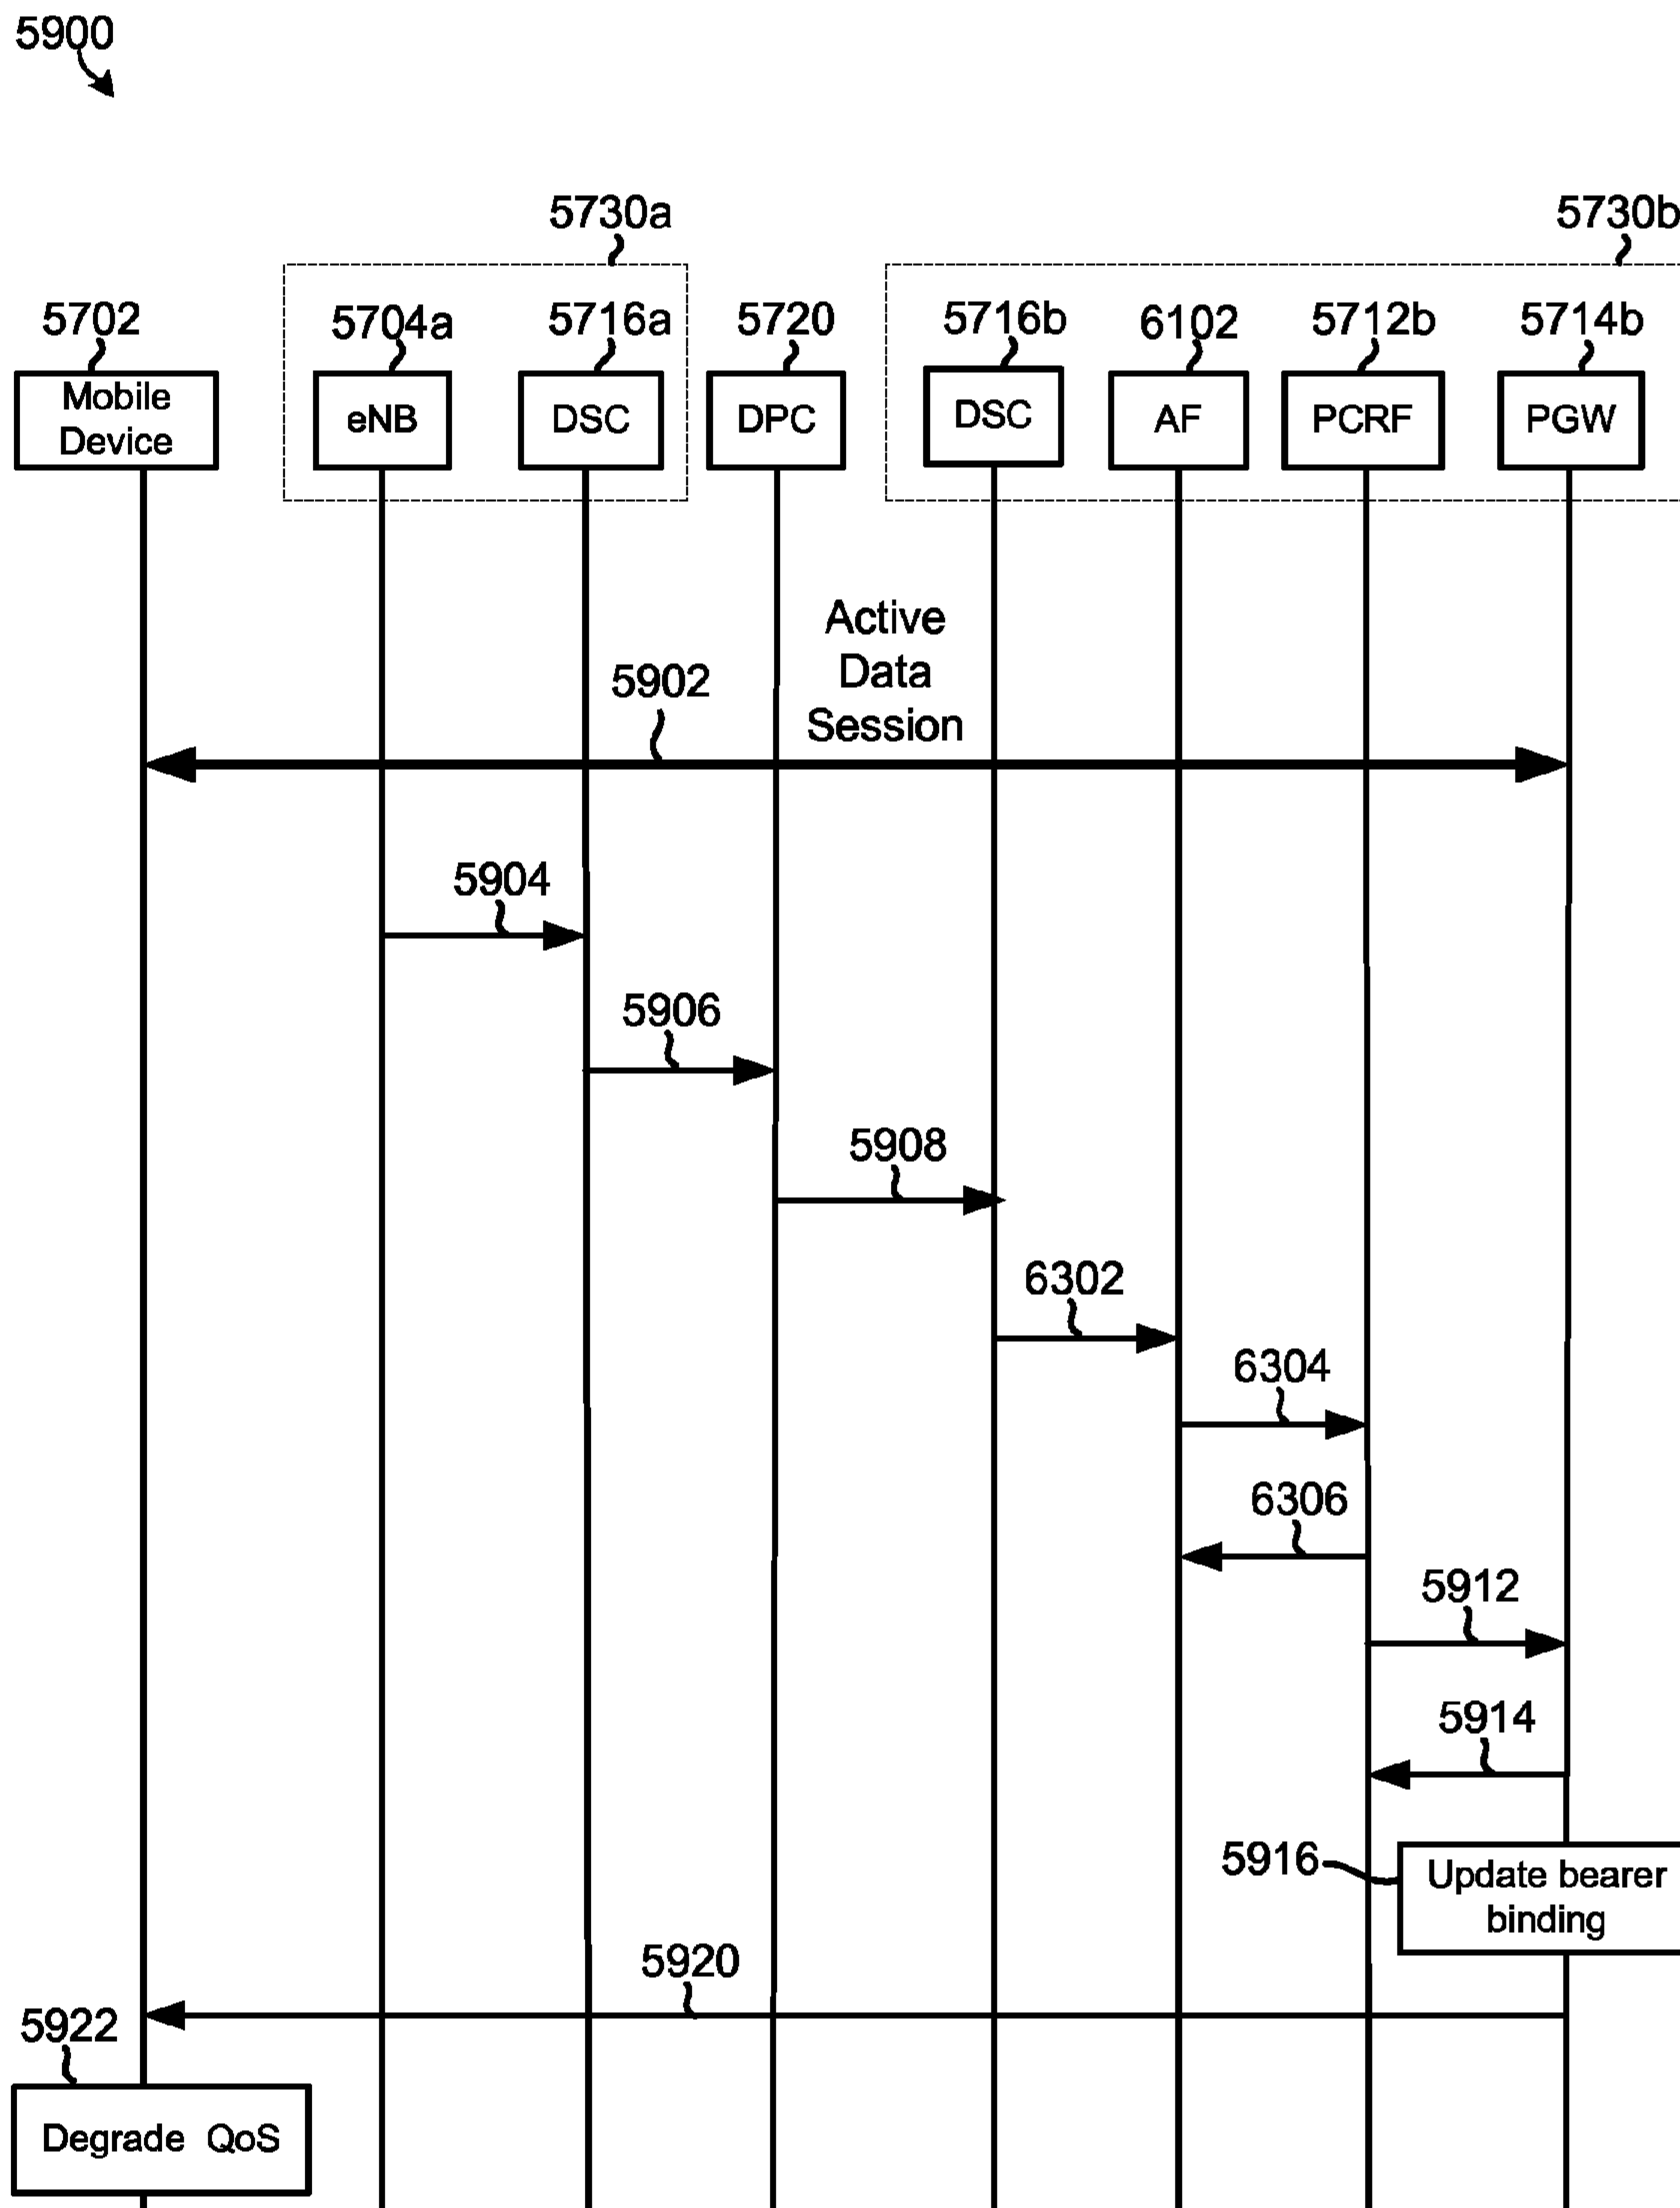 5900
5730a
5730b
5702
5704a
5716a
5720
5716b
6102
5712b
5714b
Mobile
Device
eNB
DSC
DPC
DSC
AF
PCRF
PGW
Active
Data
Session
5902
5904
5906
5908
6302
6304
6306
5912
5914
5916
Update bearer
binding
5920
5922
Degrade QoS